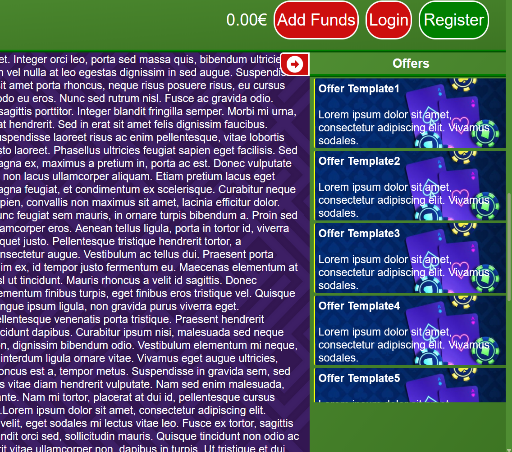 0.00€ Add Funds Login Register
et. Integer orci leo, porta sed massa quis, bibendum ultricies
n vel nulla at leo egestas dignissim in sed augue. Suspendisse
sit amet porta rhoncus, neque risus posuere risus, eu cursus
odo eu eros. Nunc sed rutrum nisl. Fusce ac gravida odio.
sagittis porttitor. Integer blandit fringilla semper. Morbi mi urna,
at hendrerit. Sed in erat sit amet felis dignissim faucibus.
uspendisse laoreet risus ac enim pellentesque, vitae lobortis
sto laoreet. Phasellus ultricies feugiat sapien eget facilisis. Sed
agna ex, maximus a pretium in, porta ac est. Donec vulputate
non lacus ullamcorper aliquam. Etiam pretium lacus eget
agna feugiat, et condimentum ex scelerisque. Curabitur neque
pien, convallis non maximus sit amet, lacinia efficitur dolor.
unc feugiat sem mauris, in ornare turpis bibendum a. Proin sed
amcorper eros. Aenean tellus ligula, porta in tortor id, viverra
quet justo. Pellentesque tristique hendrerit tortor, a
nsectetur augue. Vestibulum ac tellus dui. Praesent porta
im ex, id tempor justo fermentum eu. Maecenas elementum at
sl ut tincidunt. Mauris rhoncus a velit id sagittis. Donec
ementum finibus turpis, eget finibus eros tristique vel. Quisque
ngue ipsum ligula, non gravida purus viverra eget.
ellentesque venenatis porta tristique. Praesent hendrerit
cidunt dapibus. Curabitur ipsum nisi, malesuada sed neque
on, dignissim bibendum odio. Vestibulum elementum mi neque,
interdum ligula ornare vitae. Vivamus eget augue ultricies,
oncus est a, tempor metus. Suspendisse in gravida sem, sed
s vitae diam hendrerit vulputate. Nam sed enim malesuada,
ante. Nam mi tortor, placerat at dui id, pellentesque cursus
.Lorem ipsum dolor sit amet, consectetur adipiscing elit.
velit, eget sodales mi lectus vitae leo. Fusce ex tortor, sagittis
ndit orci sed, sollicitudin mauris. Quisque tincidunt non odio ac
rit vitae ullamcorper non, dapibus in turpis. Ut tristique et dui
Offers
Offer Template1
Lorem ipsum dolor sit amet,
consectetur adipiscing elit. Vivamus
sodales.
Offer Template2
Lorem ipsum dolor sit amet,
consectetur adipiscing elit. Vivamus
sodales.
Offer Template3
Lorem ipsum dolor sit amet,
consectetur adipiscing elit. Vivamus
sodales.
Offer Template4
Lorem ipsum dolor sit amet,
consectetur adipiscing elit. Vivamus
sodales.
Offer Template5
Lorem ipsum dolor sit amet,